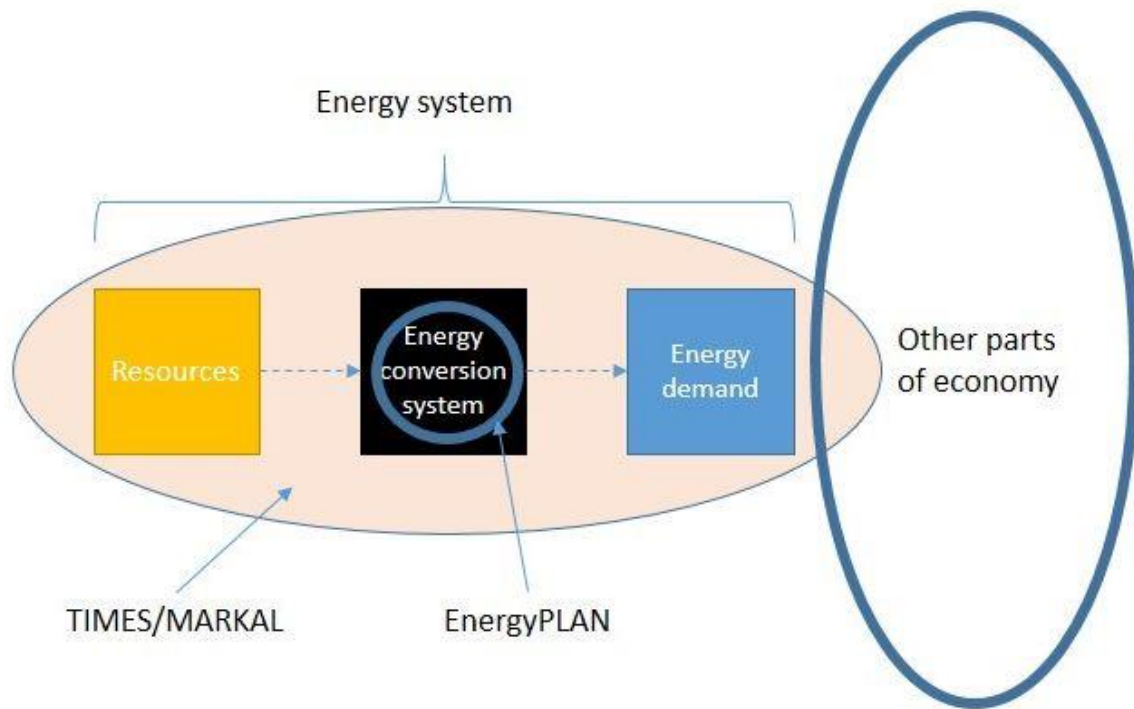 Energy system
Resources
Energy
conversion
system
Energy
demand
Other parts
of economy
TIMES/MARKAL
EnergyPLAN